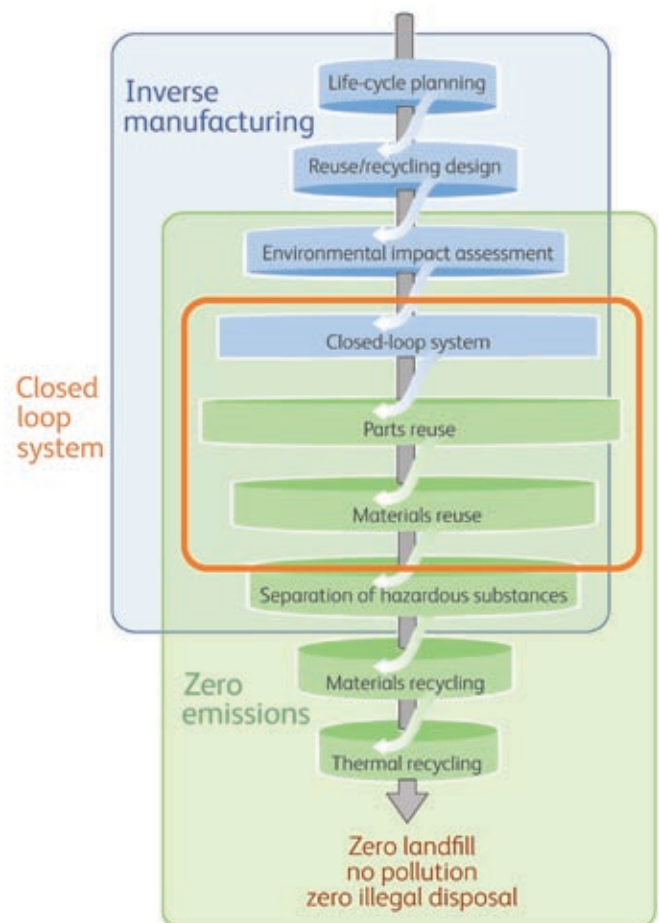 Inverse
manufacturing
Life-cycle planning
Reuse/recycling design
Environmental impact assessment
Closed
loop
system
Closed-loop system
Parts reuse
Materials reuse
Separation of hazardous substances
Zero
emissions
Materials recycling
Thermal recycling
Zero landfill
no pollution
zero illegal disposal